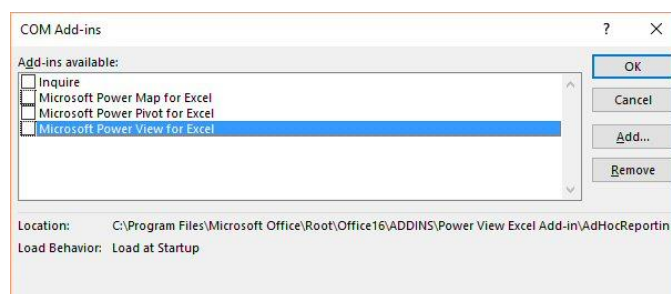 COM Add-ins ? X
Add-ins available:
Inquire
Microsoft Power Map for Excel
Microsoft Power Pivot for Excel
Microsoft Power View for Excel
OK
Cancel
Add...
Remove
Location: C:\Program Files\Microsoft Office\Root\Office16\ADDINS\Power View Excel Add-in\AdHocReportin
Load Behavior: Load at Startup